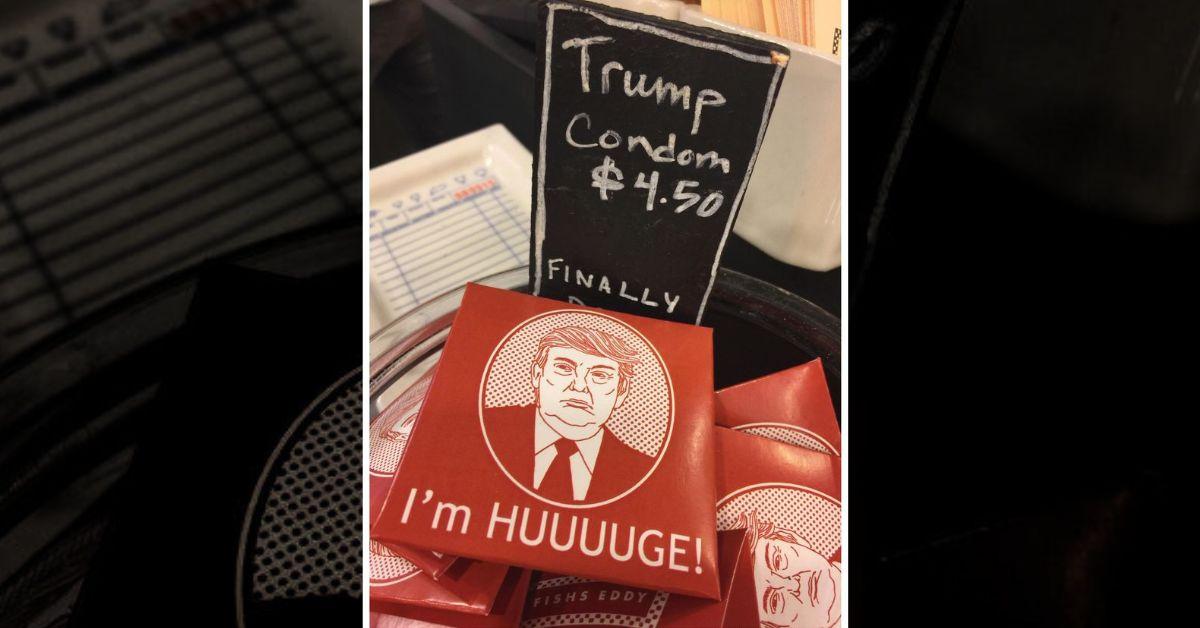 Trump
Condom
$4.50
FINALLY
I'm HUUUUGE!
FISHS EDDY